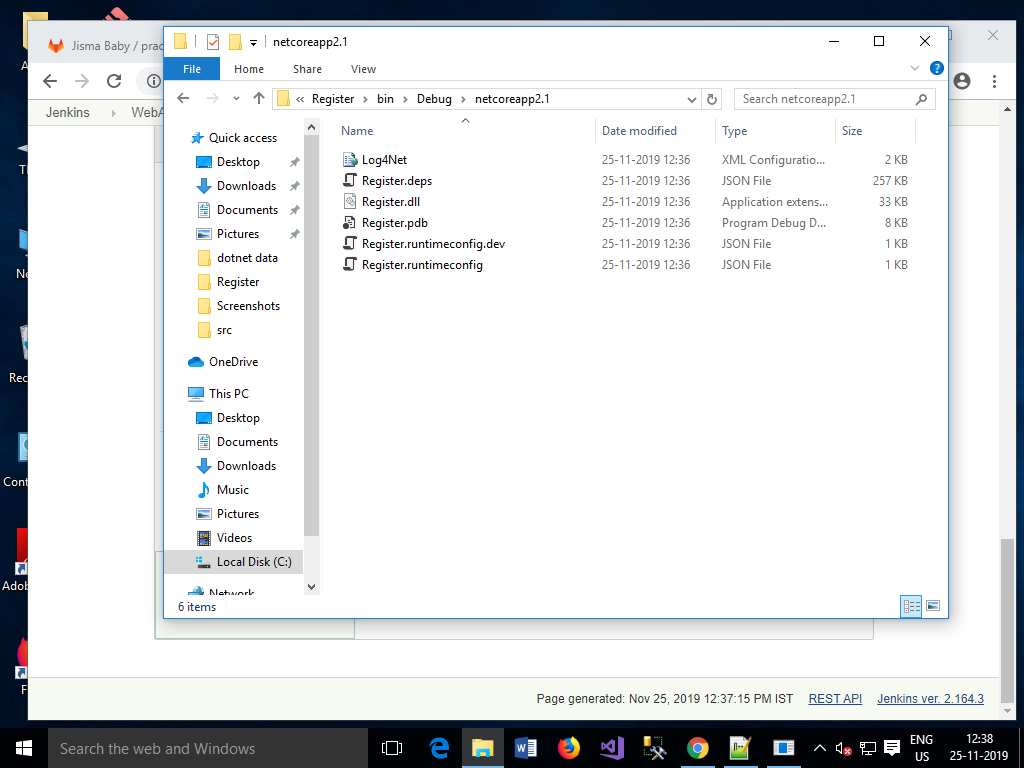 netcoreapp2.1
Jisma Baby / prac
File Home Share View
« Register › bin › Debug › netcoreapp2.1
Search netcoreapp2.1
Jenkins
WebA
Quick access
Desktop
Downloads
Documents
Pictures
dotnet data
Register
Screenshots
src
OneDrive
This PC
Desktop
Documents
Downloads
Music
Pictures
Videos
Local Disk (C:)
Network
Name Date modified Type Size
Log4Net 25-11-2019 12:36 XML Configuratio... 2 KB
Register.deps 25-11-2019 12:36 JSON File 257 KB
Register.dll 25-11-2019 12:36 Application extens... 33 KB
Register.pdb 25-11-2019 12:36 Program Debug D... 8 KB
Register.runtimeconfig.dev 25-11-2019 12:36 JSON File 1 KB
Register.runtimeconfig 25-11-2019 12:36 JSON File 1 KB
6 items
Rec
Cont
Adob
Page generated: Nov 25, 2019 12:37:15 PM IST REST API Jenkins ver. 2.164.3
Search the web and Windows
ENG
US
12:38
25-11-2019